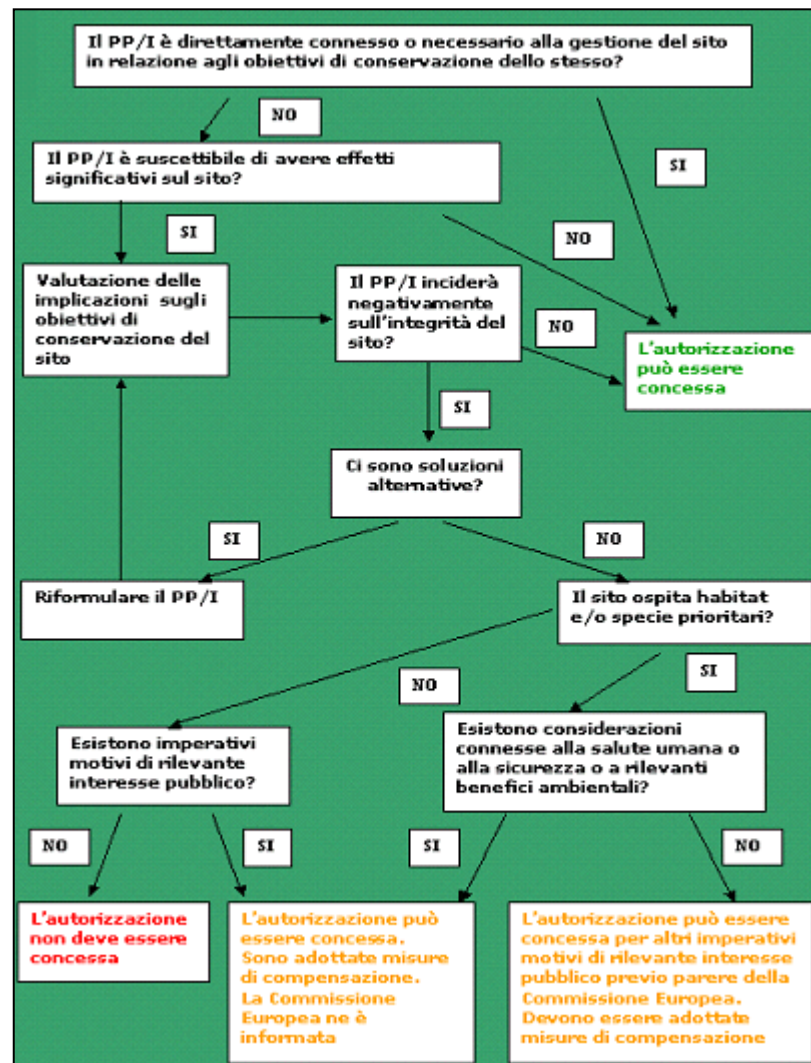 Il PP/I è direttamente connesso o necessario alla gestione del sito
in relazione agli obiettivi di conservazione dello stesso?
NO
SI
Il PP/I è suscettibile di avere effetti
significativi sul sito?
SI
NO
Valutazione delle
implicazioni sugli
obiettivi di
conservazione del
sito
Il PP/I inciderà
negativamente
sull'integrità del
sito?
NO
L'autorizzazione
può essere
concessa
SI
Ci sono soluzioni
alternative?
SI
NO
Riformulare il PP/I
Il sito ospita habitat
e/o specie prioritari?
NO
SI
Esistono imperativi
motivi di rilevante
interesse pubblico?
Esistono considerazioni
connesse alla salute umana o
alla sicurezza o a rilevanti
benefici ambientali?
NO
SI
SI
NO
L'autorizzazione
non deve essere
concessa
L'autorizzazione può
essere concessa.
Sono adottate misure
di compensazione.
La Commissione
Europea ne è
informata
L'autorizzazione può essere
concessa per altri imperativi
motivi di rilevante interesse
pubblico previo parere della
Commissione Europea.
Devono essere adottate
misure di compensazione